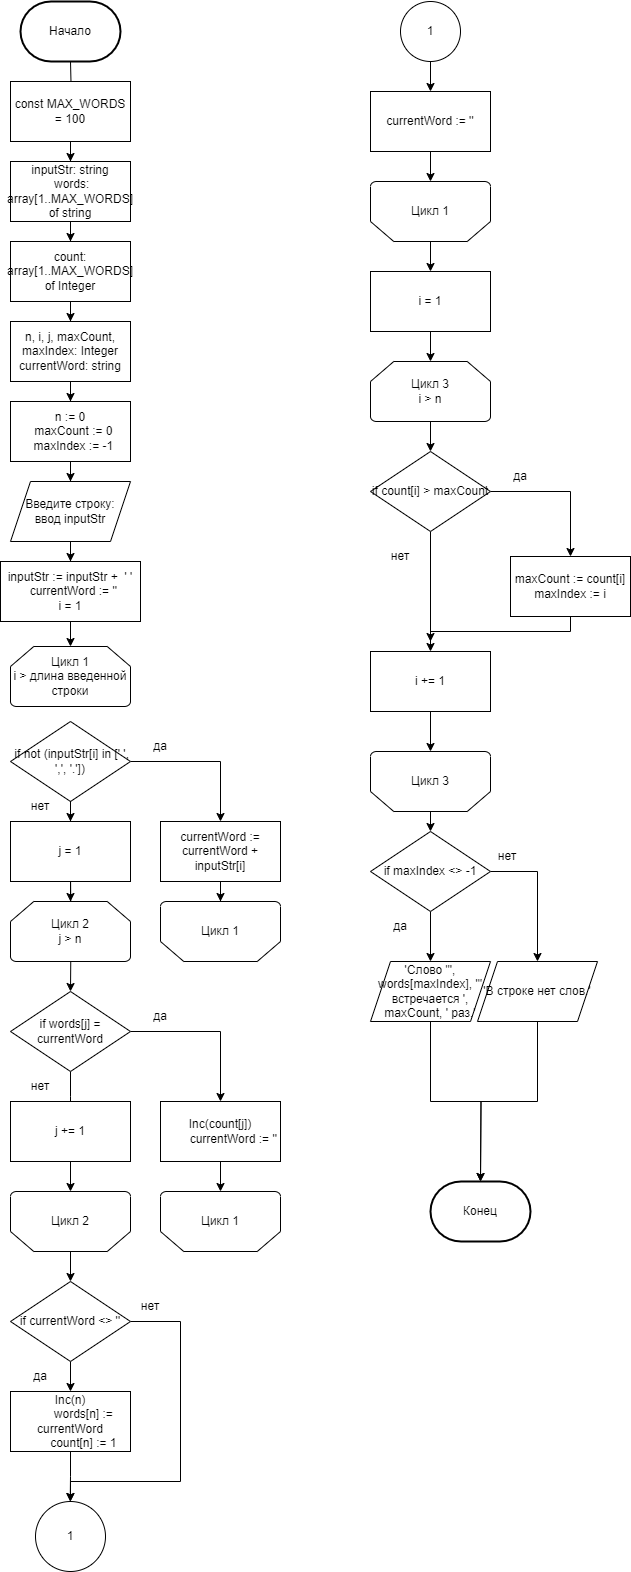 Начало
const MAX_WORDS
= 100
inputStr: string
words:
array[1..MAX_WORDS]
of string
count:
array[1..MAX_WORDS]
of Integer
n, i, j, maxCount,
maxIndex: Integer
currentWord: string
n := 0
maxCount := 0
maxIndex := -1
Введите строку:
ввод inputStr
inputStr := inputStr + ' '
currentWord := ''
i = 1
Цикл 1
i > длина введенной
строки
if not (inputStr[i] in [' ',
',', '.'])
да
нет
j = 1
currentWord :=
currentWord +
inputStr[i]
Цикл 2
j > n
Цикл 1
if words[j] =
currentWord
да
нет
j += 1
Inc(count[j])
currentWord := ''
Цикл 2
Цикл 1
if currentWord <> ''
нет
да
Inc(n)
words[n] :=
currentWord
count[n] := 1
1
1
currentWord := ''
Цикл 1
i = 1
Цикл 3
i > n
if count[i] > maxCount
да
нет
maxCount := count[i]
maxIndex := i
i += 1
Цикл 3
if maxIndex <> -1
нет
да
'Слово "',
words[maxIndex], '"
встречается ',
maxCount, ' раз
'В строке нет слов.'
Конец